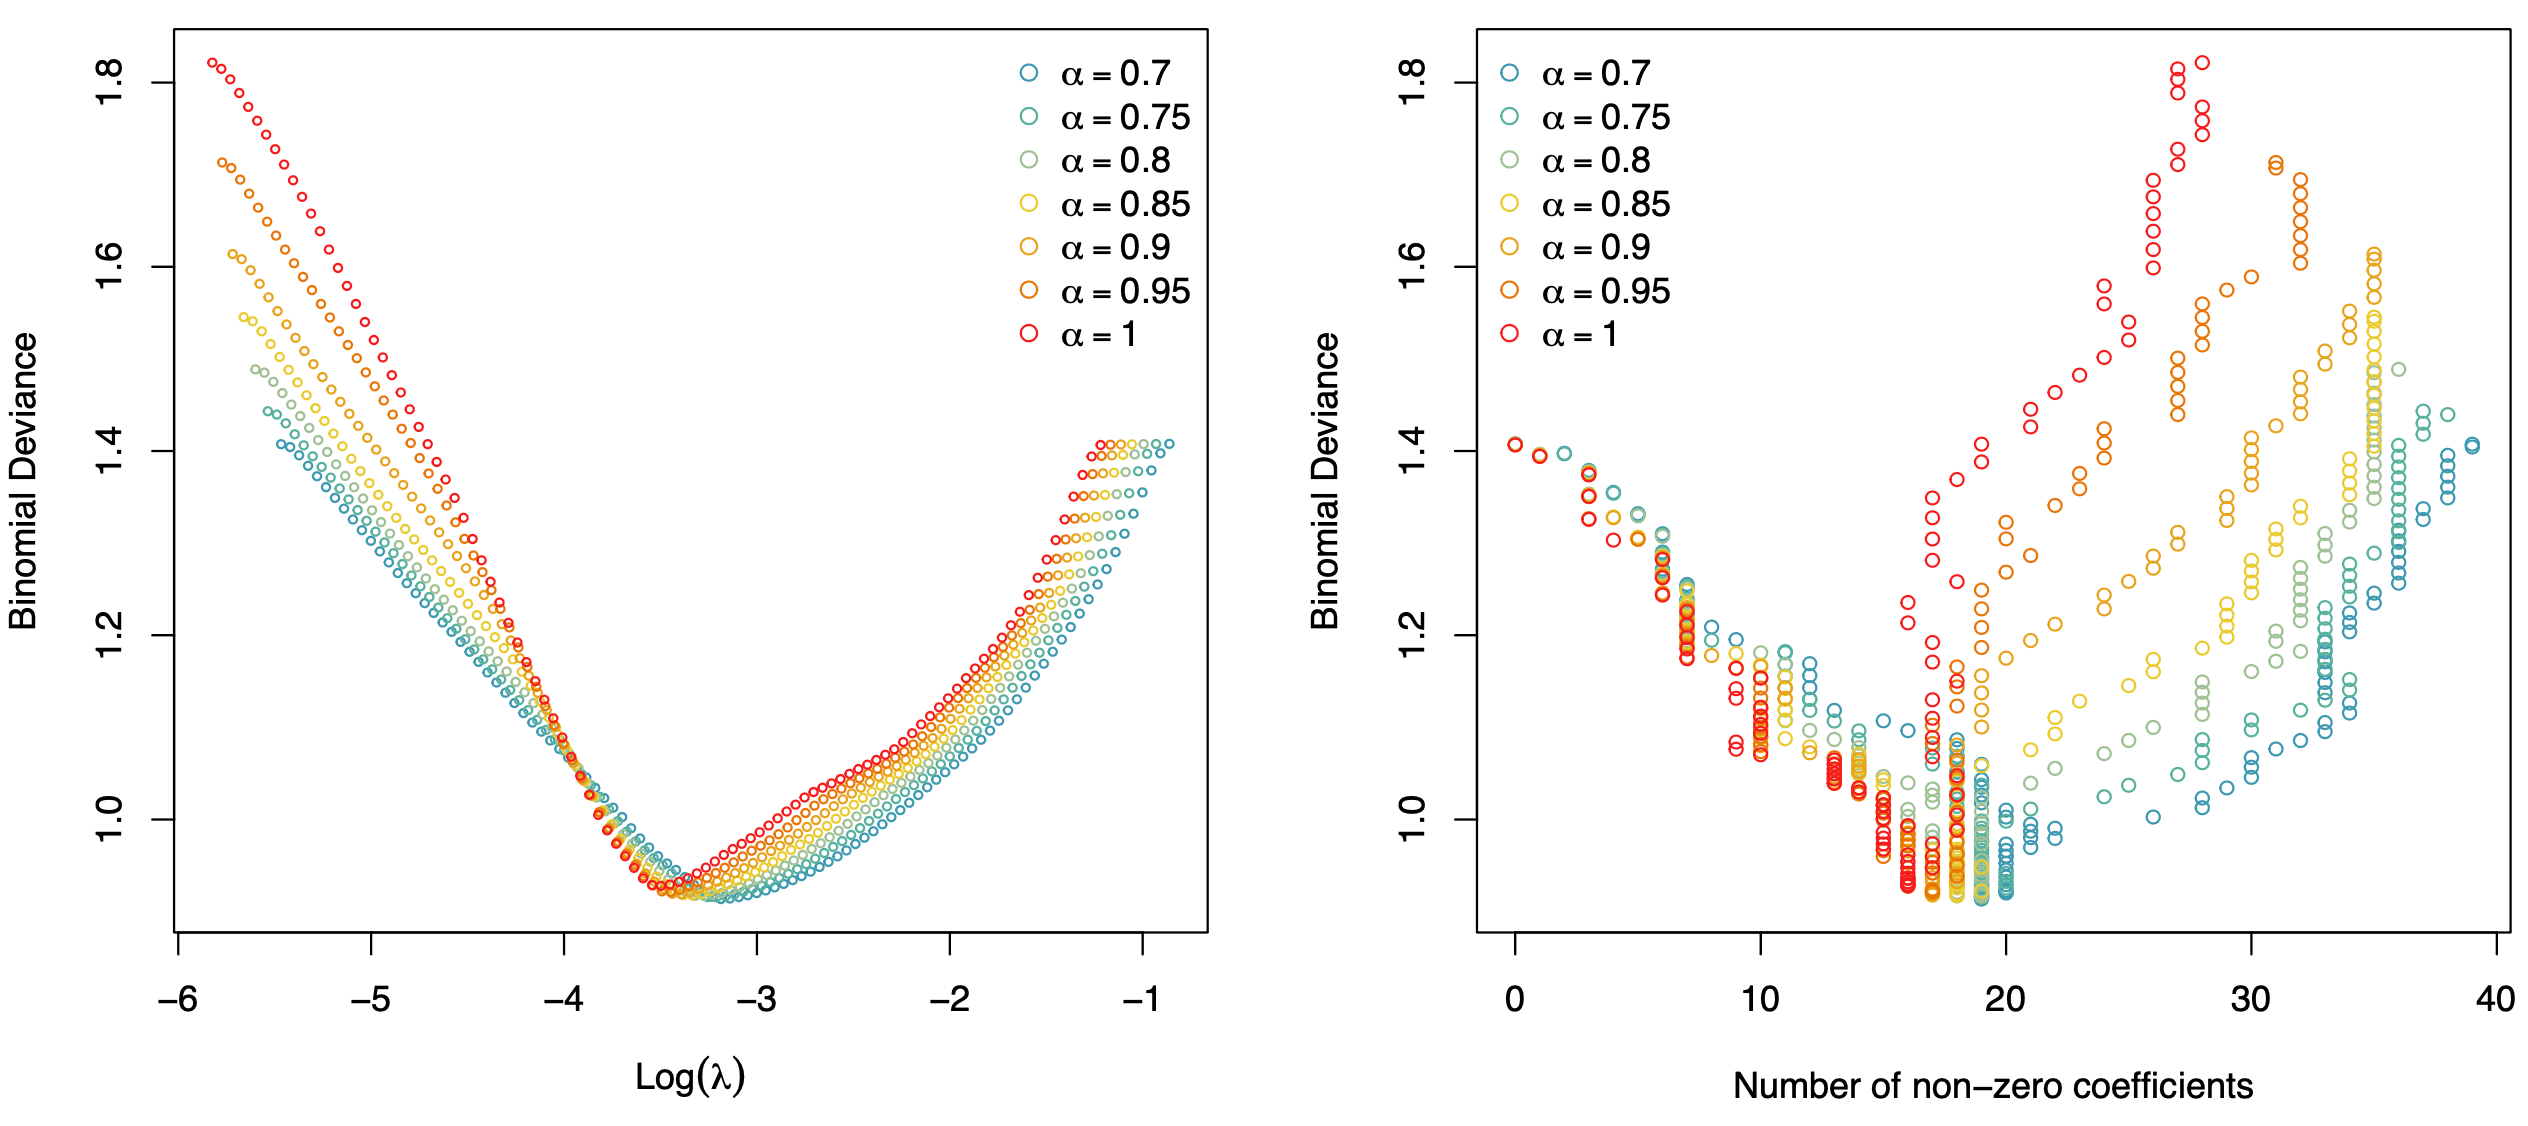 Binomial Deviance
1.8
1.6
1.4
1.2
1.0
α = 0.7
α = 0.75
α = 0.8
α = 0.85
α = 0.9
α = 0.95
α = 1
−6 −5 −4 −3 −2 −1
Log(λ)
Binomial Deviance
1.8
1.6
1.4
1.2
1.0
α = 0.7
α = 0.75
α = 0.8
α = 0.85
α = 0.9
α = 0.95
α = 1
0 10 20 30 40
Number of non−zero coefficients